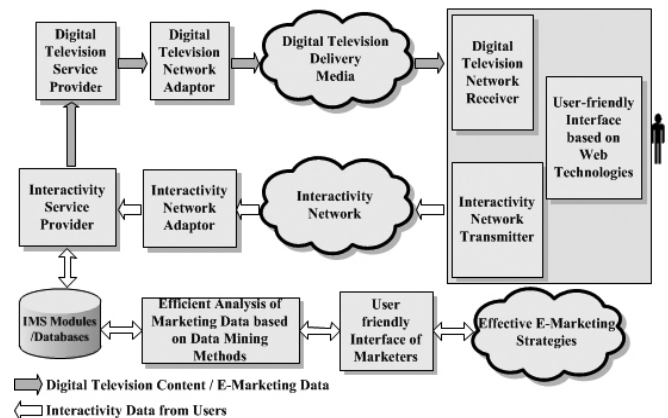 Digital
Television
Service
Provider
Digital
Television
Network
Adaptor
Digital Television
Delivery
Media
Digital
Television
Network
Receiver
User-friendly
Interface
based on
Web
Technologies
Interactivity
Service
Provider
Interactivity
Network
Adaptor
Interactivity
Network
Interactivity
Network
Transmitter
IMS Modules
/Databases
Efficient Analysis of
Marketing Data based
on Data Mining
Methods
User
friendly
Interface of
Marketers
Effective E-Marketing
Strategies
Digital Television Content / E-Marketing Data
Interactivity Data from Users